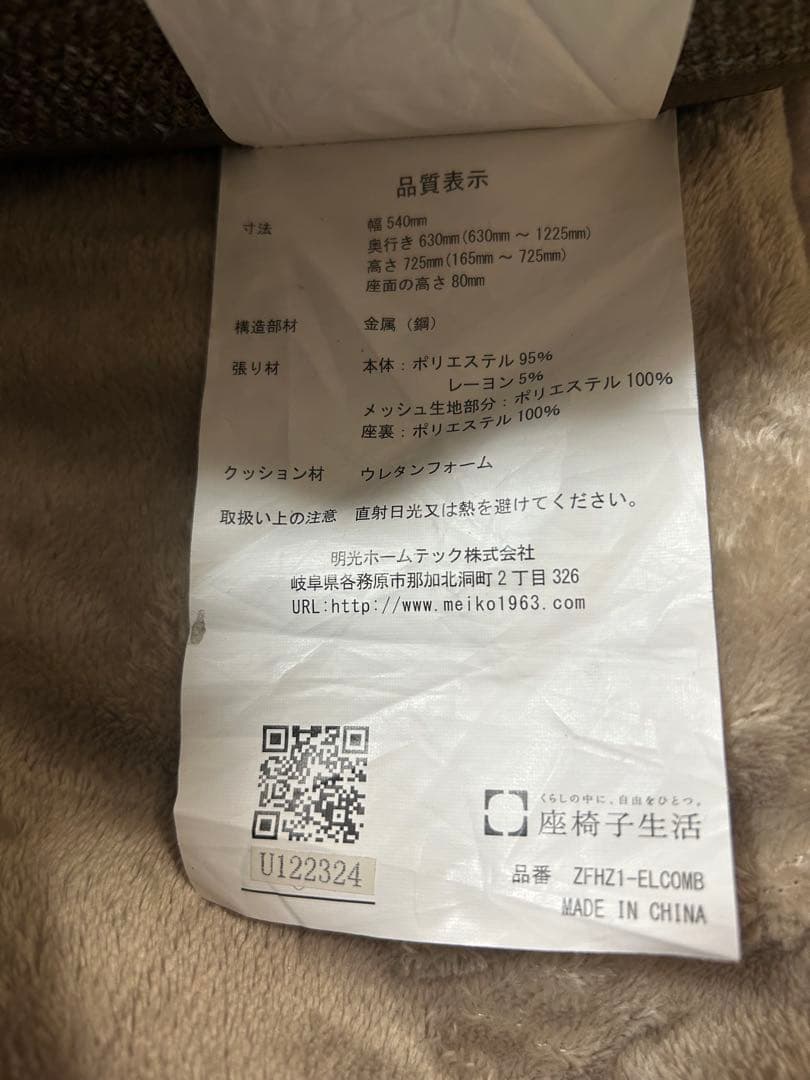 品質表示
寸法 幅 540mm
奥行き 630mm(630mm ～ 1225mm)
高さ 725mm(165mm ～ 725mm)
座面の高さ 80mm
構造部材 金属（鋼）
張り材 本体：ポリエステル 95%
レーヨン 5%
メッシュ生地部分：ポリエステル 100%
座裏：ポリエステル 100%
クッション材 ウレタンフォーム
取扱い上の注意 直射日光又は熱を避けてください。
明光ホームテック株式会社
岐阜県各務原市那加北洞町2丁目326
URL:http://www.meiko1963.com
くらしの中に、自由をひとつ。
座椅子生活
U122324
品番 ZFHZ1-ELCOMB
MADE IN CHINA